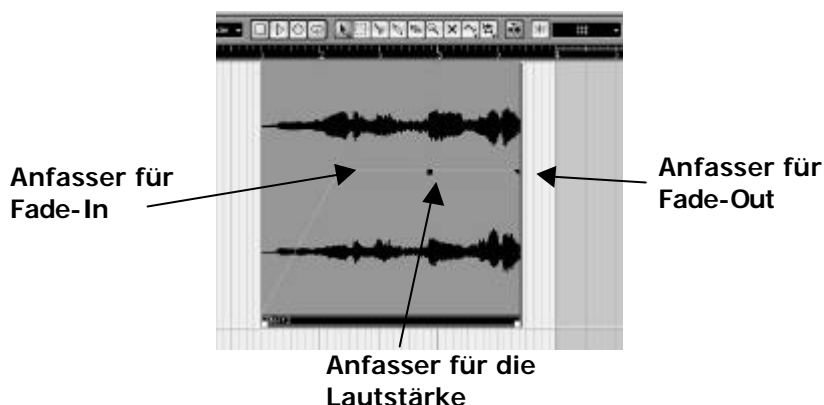 Anfasser für
Fade-In
Anfasser für
Fade-Out
Anfasser für die
Lautstärke